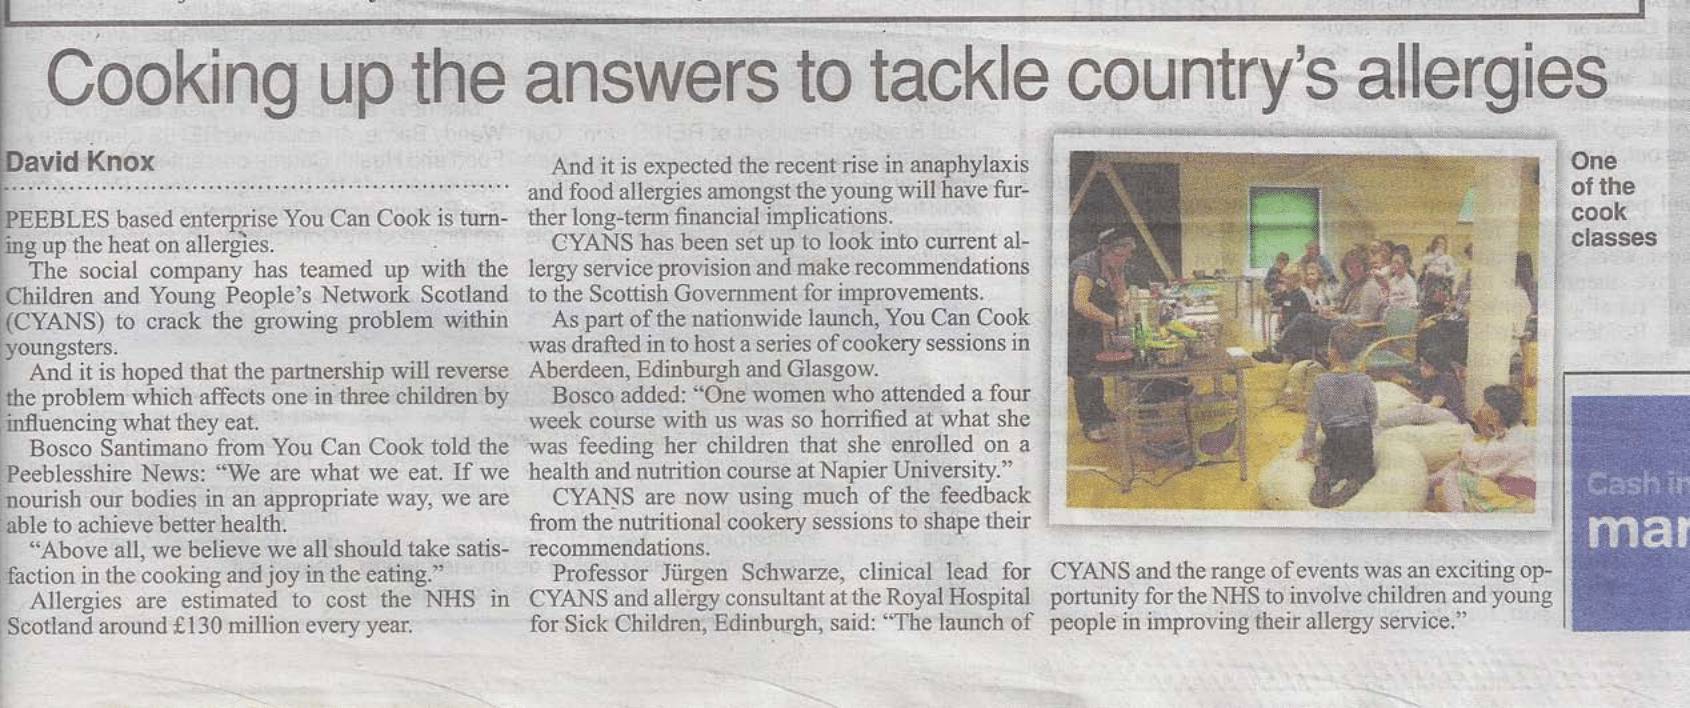 Cooking up the answers to tackle country's allergies
David Knox
PEEBLES based enterprise You Can Cook is turn-
ing up the heat on allergies.
The social company has teamed up with the
Children and Young People's Network Scotland
(CYANS) to crack the growing problem within
youngsters.
And it is hoped that the partnership will reverse
the problem which affects one in three children by
influencing what they eat.
Bosco Santimano from You Can Cook told the
Peeblesshire News: “We are what we eat. If we
nourish our bodies in an appropriate way, we are
able to achieve better health.
“Above all, we believe we all should take satis-
faction in the cooking and joy in the eating.”
Allergies are estimated to cost the NHS in
Scotland around £130 million every year.
And it is expected the recent rise in anaphylaxis
and food allergies amongst the young will have fur-
ther long-term financial implications.
CYANS has been set up to look into current al-
lergy service provision and make recommendations
to the Scottish Government for improvements.
As part of the nationwide launch, You Can Cook
was drafted in to host a series of cookery sessions in
Aberdeen, Edinburgh and Glasgow.
Bosco added: “One women who attended a four
week course with us was so horrified at what she
was feeding her children that she enrolled on a
health and nutrition course at Napier University.”
CYANS are now using much of the feedback
from the nutritional cookery sessions to shape their
recommendations.
Professor Jürgen Schwarze, clinical lead for
CYANS and allergy consultant at the Royal Hospital
for Sick Children, Edinburgh, said: “The launch of
CYANS and the range of events was an exciting op-
portunity for the NHS to involve children and young
people in improving their allergy service.”
One
of the
cook
classes
Cash in
mar